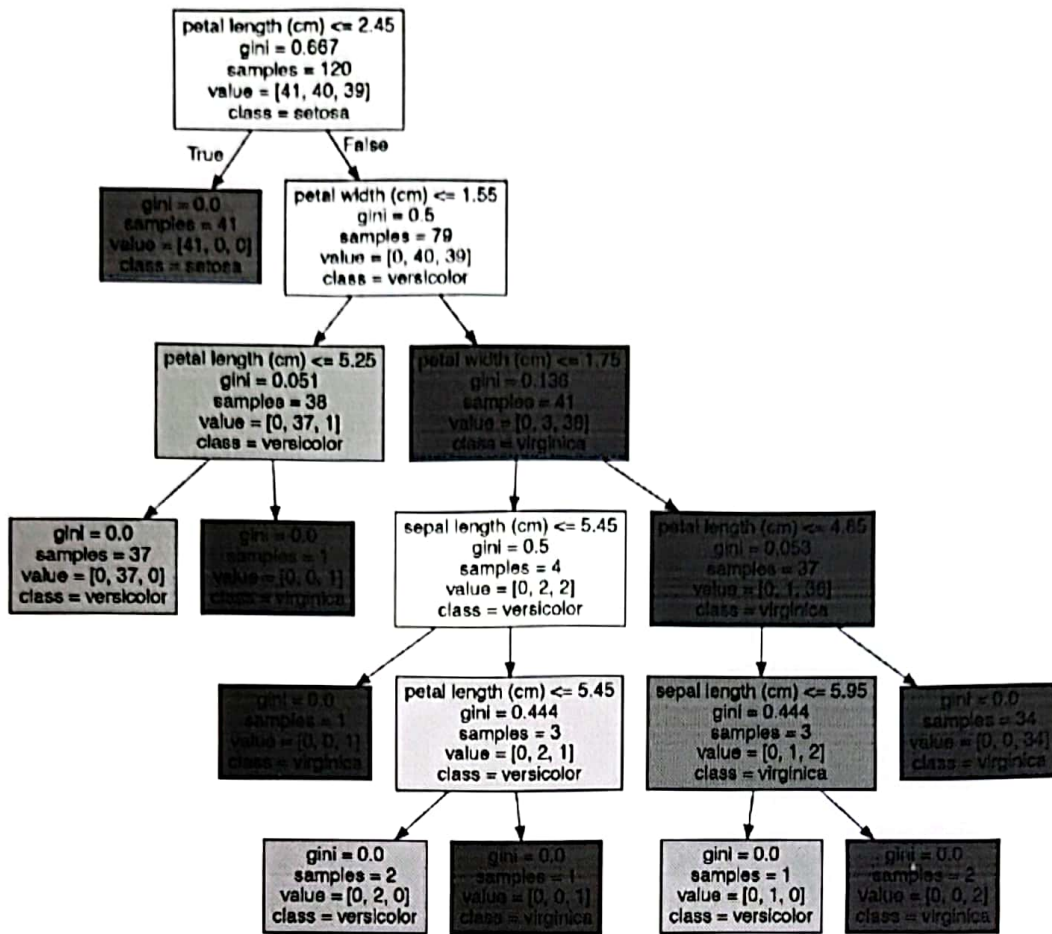 petal length (cm) <= 2.45
gini = 0.667
samples = 120
value = [41, 40, 39]
class = setosa
True
False
gini = 0.0
samples = 41
value = [41, 0, 0]
class = setosa
petal width (cm) <= 1.55
gini = 0.5
samples = 79
value = [0, 40, 39]
class = versicolor
petal length (cm) <= 5.25
gini = 0.051
samples = 38
value = [0, 37, 1]
class = versicolor
petal width (cm) <= 1.75
gini = 0.136
samples = 41
value = [0, 3, 38]
class = virginica
gini = 0.0
samples = 37
value = [0, 37, 0]
class = versicolor
gini = 0.0
samples = 1
value = [0, 0, 1]
class = virginica
sepal length (cm) <= 5.45
gini = 0.5
samples = 4
value = [0, 2, 2]
class = versicolor
petal length (cm) <= 4.85
gini = 0.053
samples = 37
value = [0, 1, 36]
class = virginica
gini = 0.0
samples = 1
value = [0, 0, 1]
class = virginica
petal length (cm) <= 5.45
gini = 0.444
samples = 3
value = [0, 2, 1]
class = versicolor
sepal length (cm) <= 5.95
gini = 0.444
samples = 3
value = [0, 1, 2]
class = virginica
gini = 0.0
samples = 34
value = [0, 0, 34]
class = virginica
gini = 0.0
samples = 2
value = [0, 2, 0]
class = versicolor
gini = 0.0
samples = 1
value = [0, 0, 1]
class = virginica
gini = 0.0
samples = 1
value = [0, 1, 0]
class = versicolor
gini = 0.0
samples = 2
value = [0, 0, 2]
class = virginica